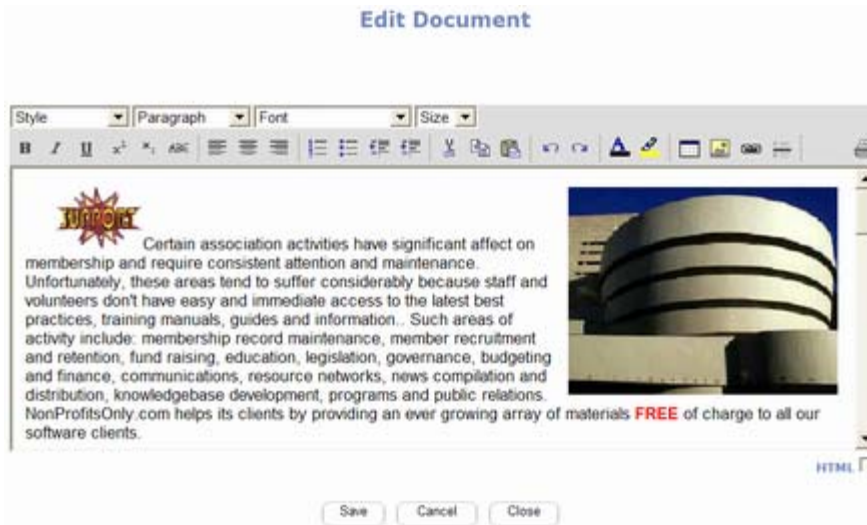 Edit Document
Style Paragraph Font Size
B I U x² x₂ ABC
SUPPORT
Certain association activities have significant affect on
membership and require consistent attention and maintenance.
Unfortunately, these areas tend to suffer considerably because staff and
volunteers don't have easy and immediate access to the latest best
practices, training manuals, guides and information.. Such areas of
activity include: membership record maintenance, member recruitment
and retention, fund raising, education, legislation, governance, budgeting
and finance, communications, resource networks, news compilation and
distribution, knowledgebase development, programs and public relations.
NonProfitsOnly.com helps its clients by providing an ever growing array of materials FREE of charge to all our
software clients.
HTML
Save Cancel Close